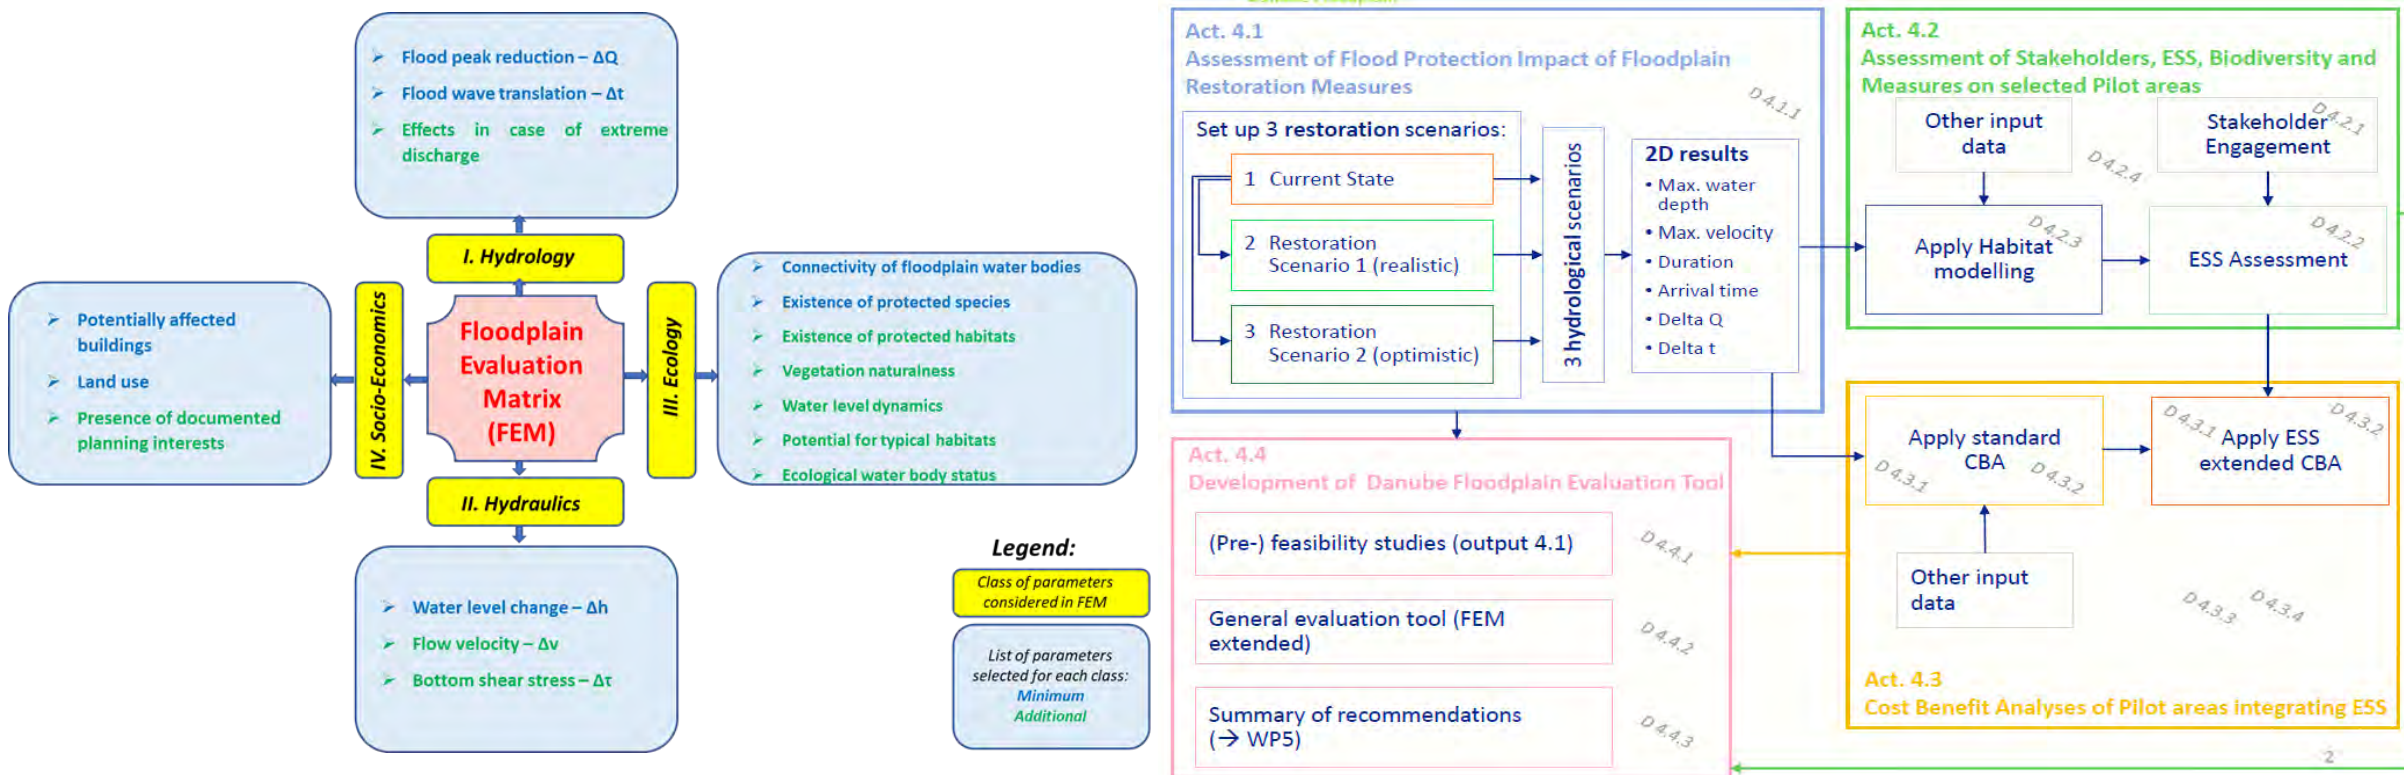 Flood peak reduction – ΔQ
Flood wave translation – Δt
Effects in case of extreme
discharge
I. Hydrology
Potentially affected
buildings
Land use
Presence of documented
planning interests
IV. Socio-Economics
Floodplain
Evaluation
Matrix
(FEM)
III. Ecology
Connectivity of floodplain water bodies
Existence of protected species
Existence of protected habitats
Vegetation naturalness
Water level dynamics
Potential for typical habitats
Ecological water body status
II. Hydraulics
Water level change – Δh
Flow velocity – Δv
Bottom shear stress – Δτ
Legend:
Class of parameters
considered in FEM
List of parameters
selected for each class:
Minimum
Additional
Act. 4.1
Assessment of Flood Protection Impact of Floodplain
Restoration Measures
D 4.1.1
Set up 3 restoration scenarios:
1 Current State
2 Restoration
Scenario 1 (realistic)
3 Restoration
Scenario 2 (optimistic)
3 hydrological scenarios
2D results
• Max. water
depth
• Max. velocity
• Duration
• Arrival time
• Delta Q
• Delta t
Act. 4.2
Assessment of Stakeholders, ESS, Biodiversity and
Measures on selected Pilot areas
Other input
data
D 4.2.4
Stakeholder
Engagement
D 4.2.1
Apply Habitat
modelling
D 4.2.3
ESS Assessment
D 4.2.2
Apply standard
CBA
D 4.3.1
D 4.3.2
Apply ESS
extended CBA
D 4.3.1
D 4.3.2
Other input
data
D 4.3.3
D 4.3.4
Act. 4.3
Cost Benefit Analyses of Pilot areas integrating ESS
Act. 4.4
Development of Danube Floodplain Evaluation Tool
(Pre-) feasibility studies (output 4.1)
D 4.4.1
General evaluation tool (FEM
extended)
D 4.4.2
Summary of recommendations
(→ WP5)
D 4.4.3
2